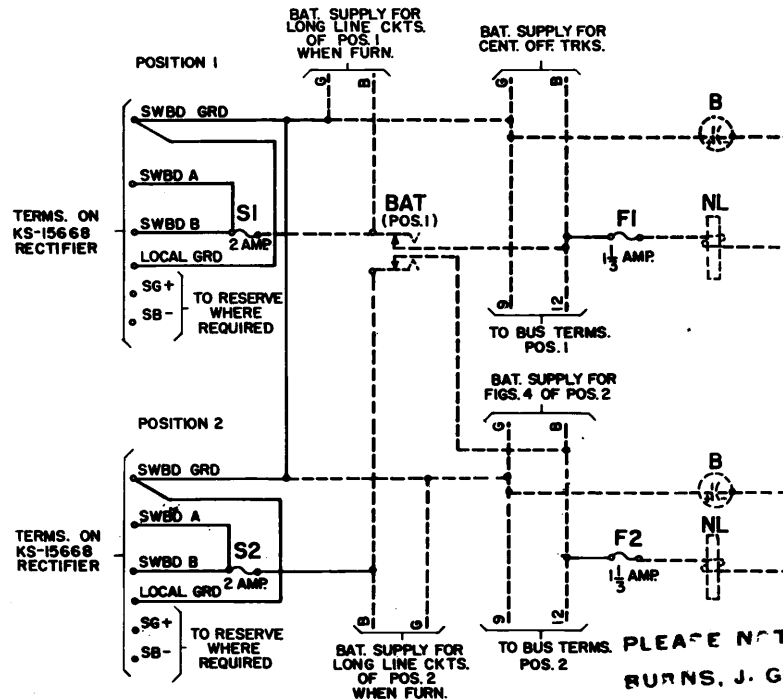 BAT. SUPPLY FOR
LONG LINE CKTS.
OF POS. 1
WHEN FURN.
BAT. SUPPLY FOR
CENT. OFF. TRKS.
POSITION 1
G
B
G
B
B
SWBD GRD
SWBD A
SWBD B
LOCAL GRD
SG+
SB-
TERMS. ON
KS-15668
RECTIFIER
S1
2 AMP.
TO RESERVE
WHERE
REQUIRED
BAT
(POS.1)
F1
1 1/3 AMP.
NL
9
12
TO BUS TERMS.
POS. 1
BAT. SUPPLY FOR
FIGS. 4 OF POS. 2
POSITION 2
G
B
B
SWBD GRD
SWBD A
SWBD B
LOCAL GRD
SG+
SB-
TERMS. ON
KS-15668
RECTIFIER
S2
2 AMP.
TO RESERVE
WHERE
REQUIRED
F2
1 1/3 AMP.
NL
B
G
9
12
BAT. SUPPLY FOR
LONG LINE CKTS.
OF POS. 2
WHEN FURN.
TO BUS TERMS.
POS. 2
PLEASE NOT
BURNS, J. G